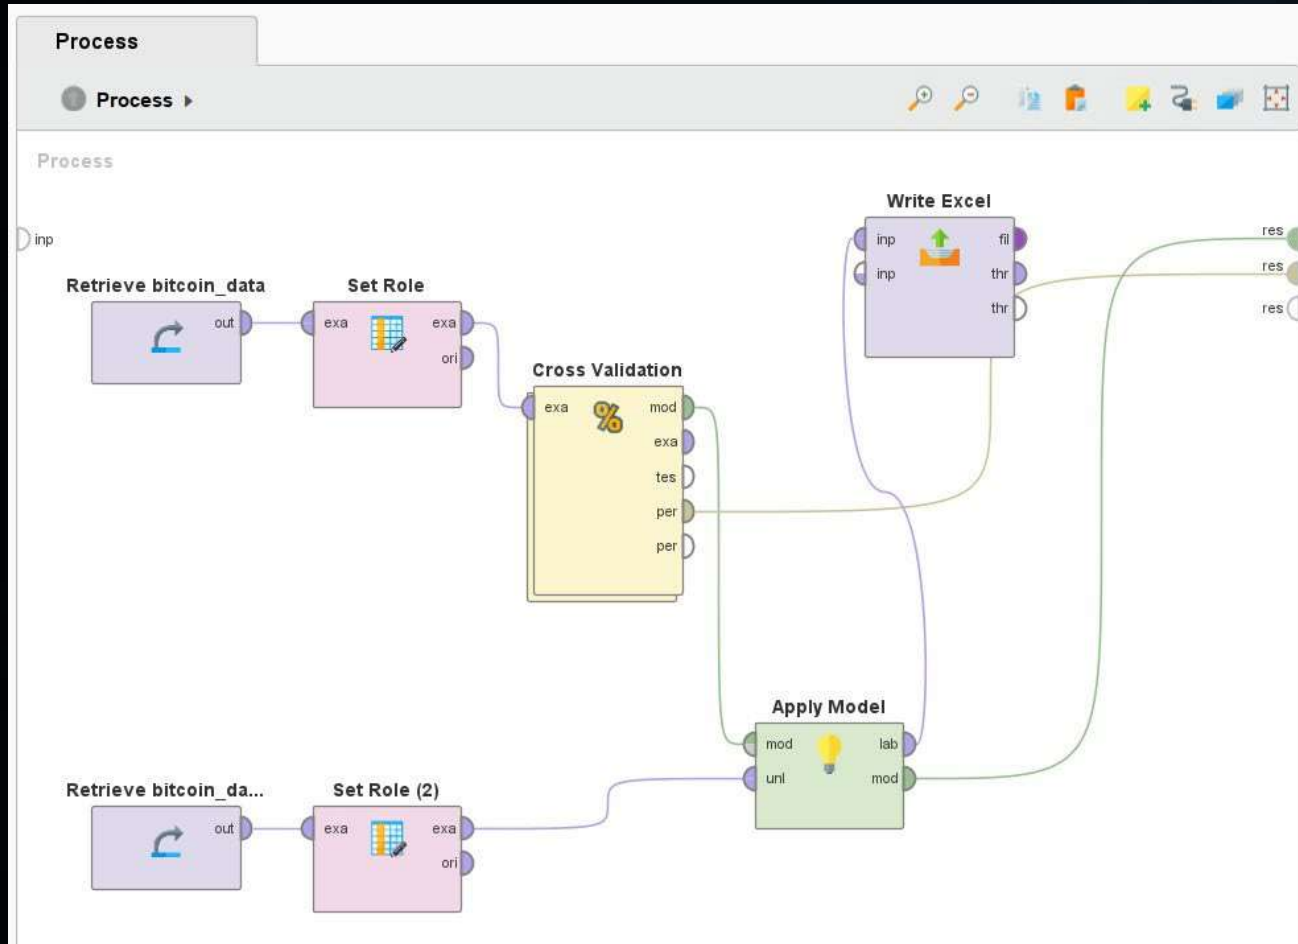 Process
Process
Process
inp
Write Excel
inp
fil
inp
thr
thr
res
res
res
Retrieve bitcoin_data
out
Set Role
exa
exa
ori
Cross Validation
exa
mod
exa
tes
per
per
Apply Model
mod
lab
unl
mod
Retrieve bitcoin_da...
out
Set Role (2)
exa
exa
ori